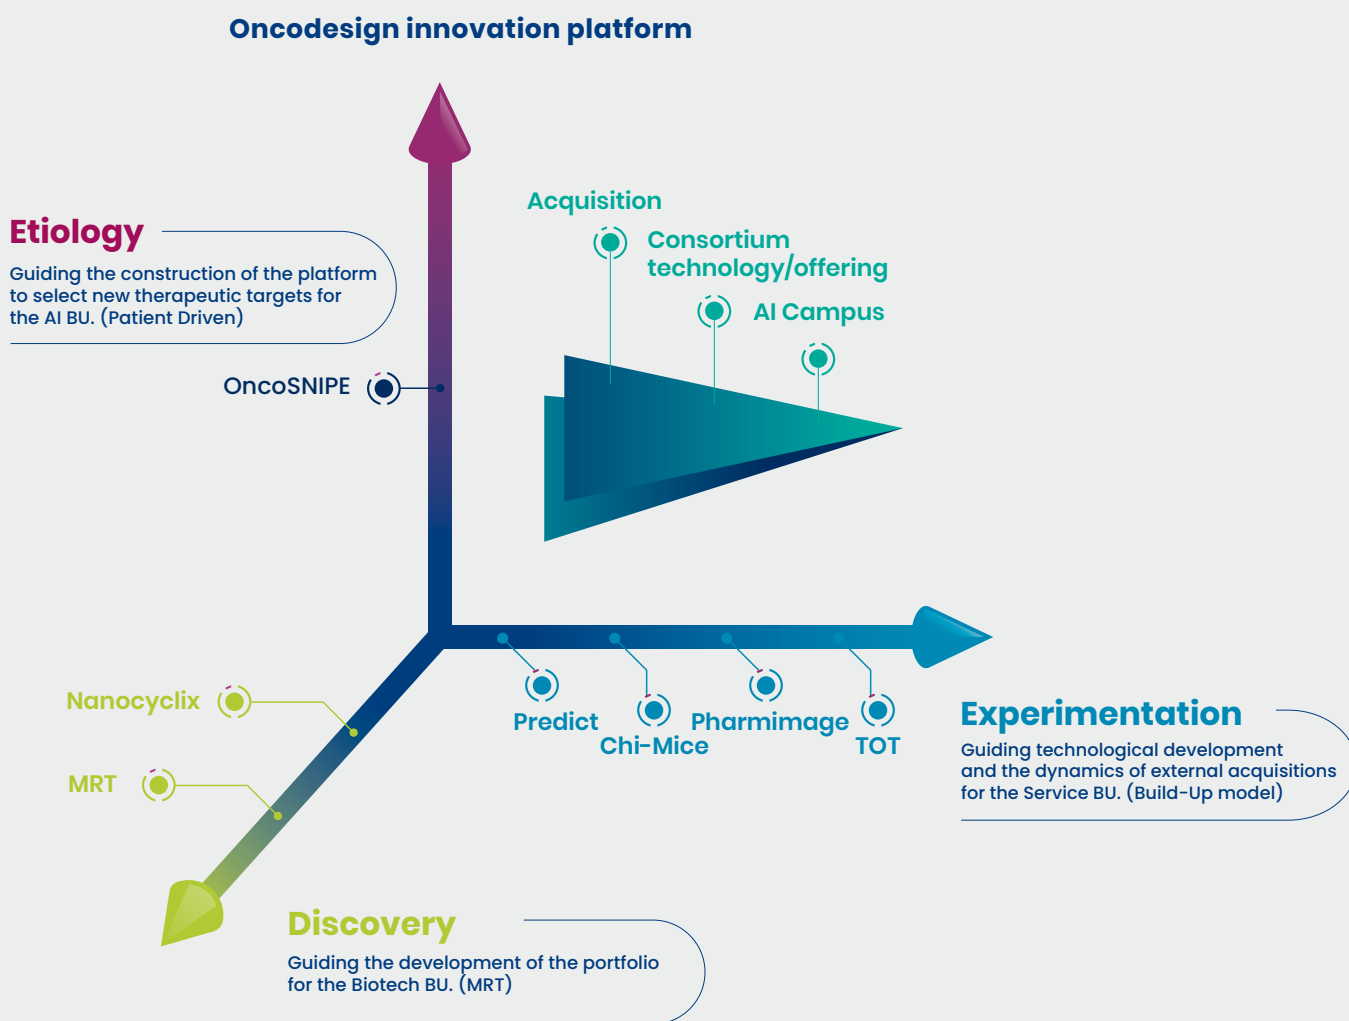 Oncodesign innovation platform
Acquisition
Etiology
Consortium
technology/offering
Guiding the construction of the platform
to select new therapeutic targets for
the AI BU. (Patient Driven)
AI Campus
OncoSNIPE
Nanocyclix
Predict
Chi-Mice
Pharmimage
TOT
MRT
Experimentation
Guiding technological development
and the dynamics of external acquisitions
for the Service BU. (Build-Up model)
Discovery
Guiding the development of the portfolio
for the Biotech BU. (MRT)